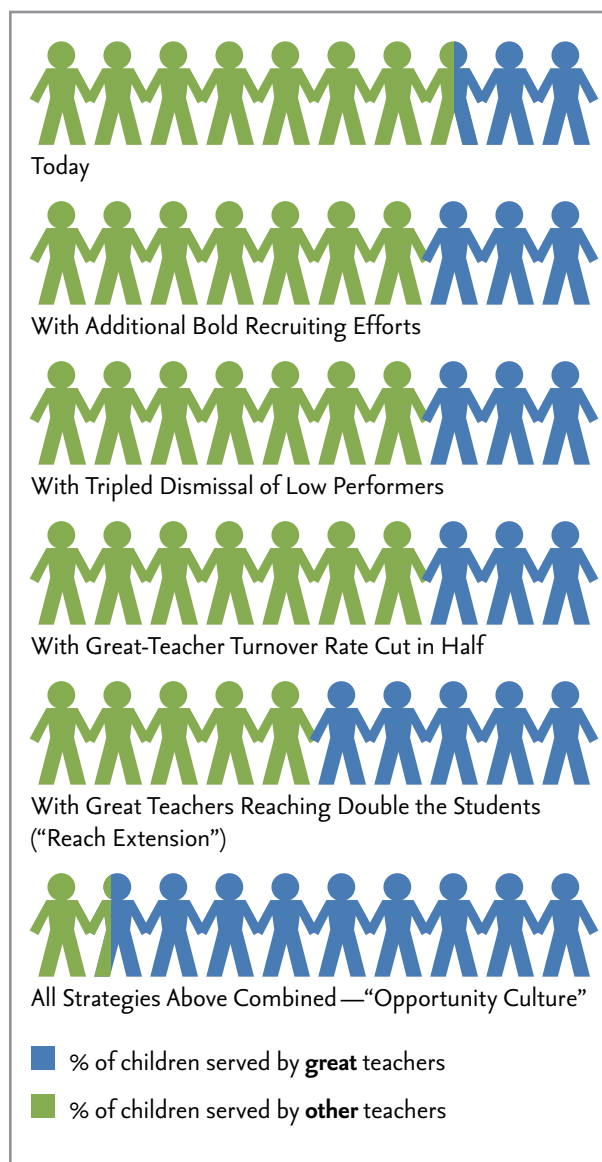 Today
With Additional Bold Recruiting Efforts
With Tripled Dismissal of Low Performers
With Great-Teacher Turnover Rate Cut in Half
With Great Teachers Reaching Double the Students
(“Reach Extension”)
All Strategies Above Combined—“Opportunity Culture”
% of children served by great teachers
% of children served by other teachers